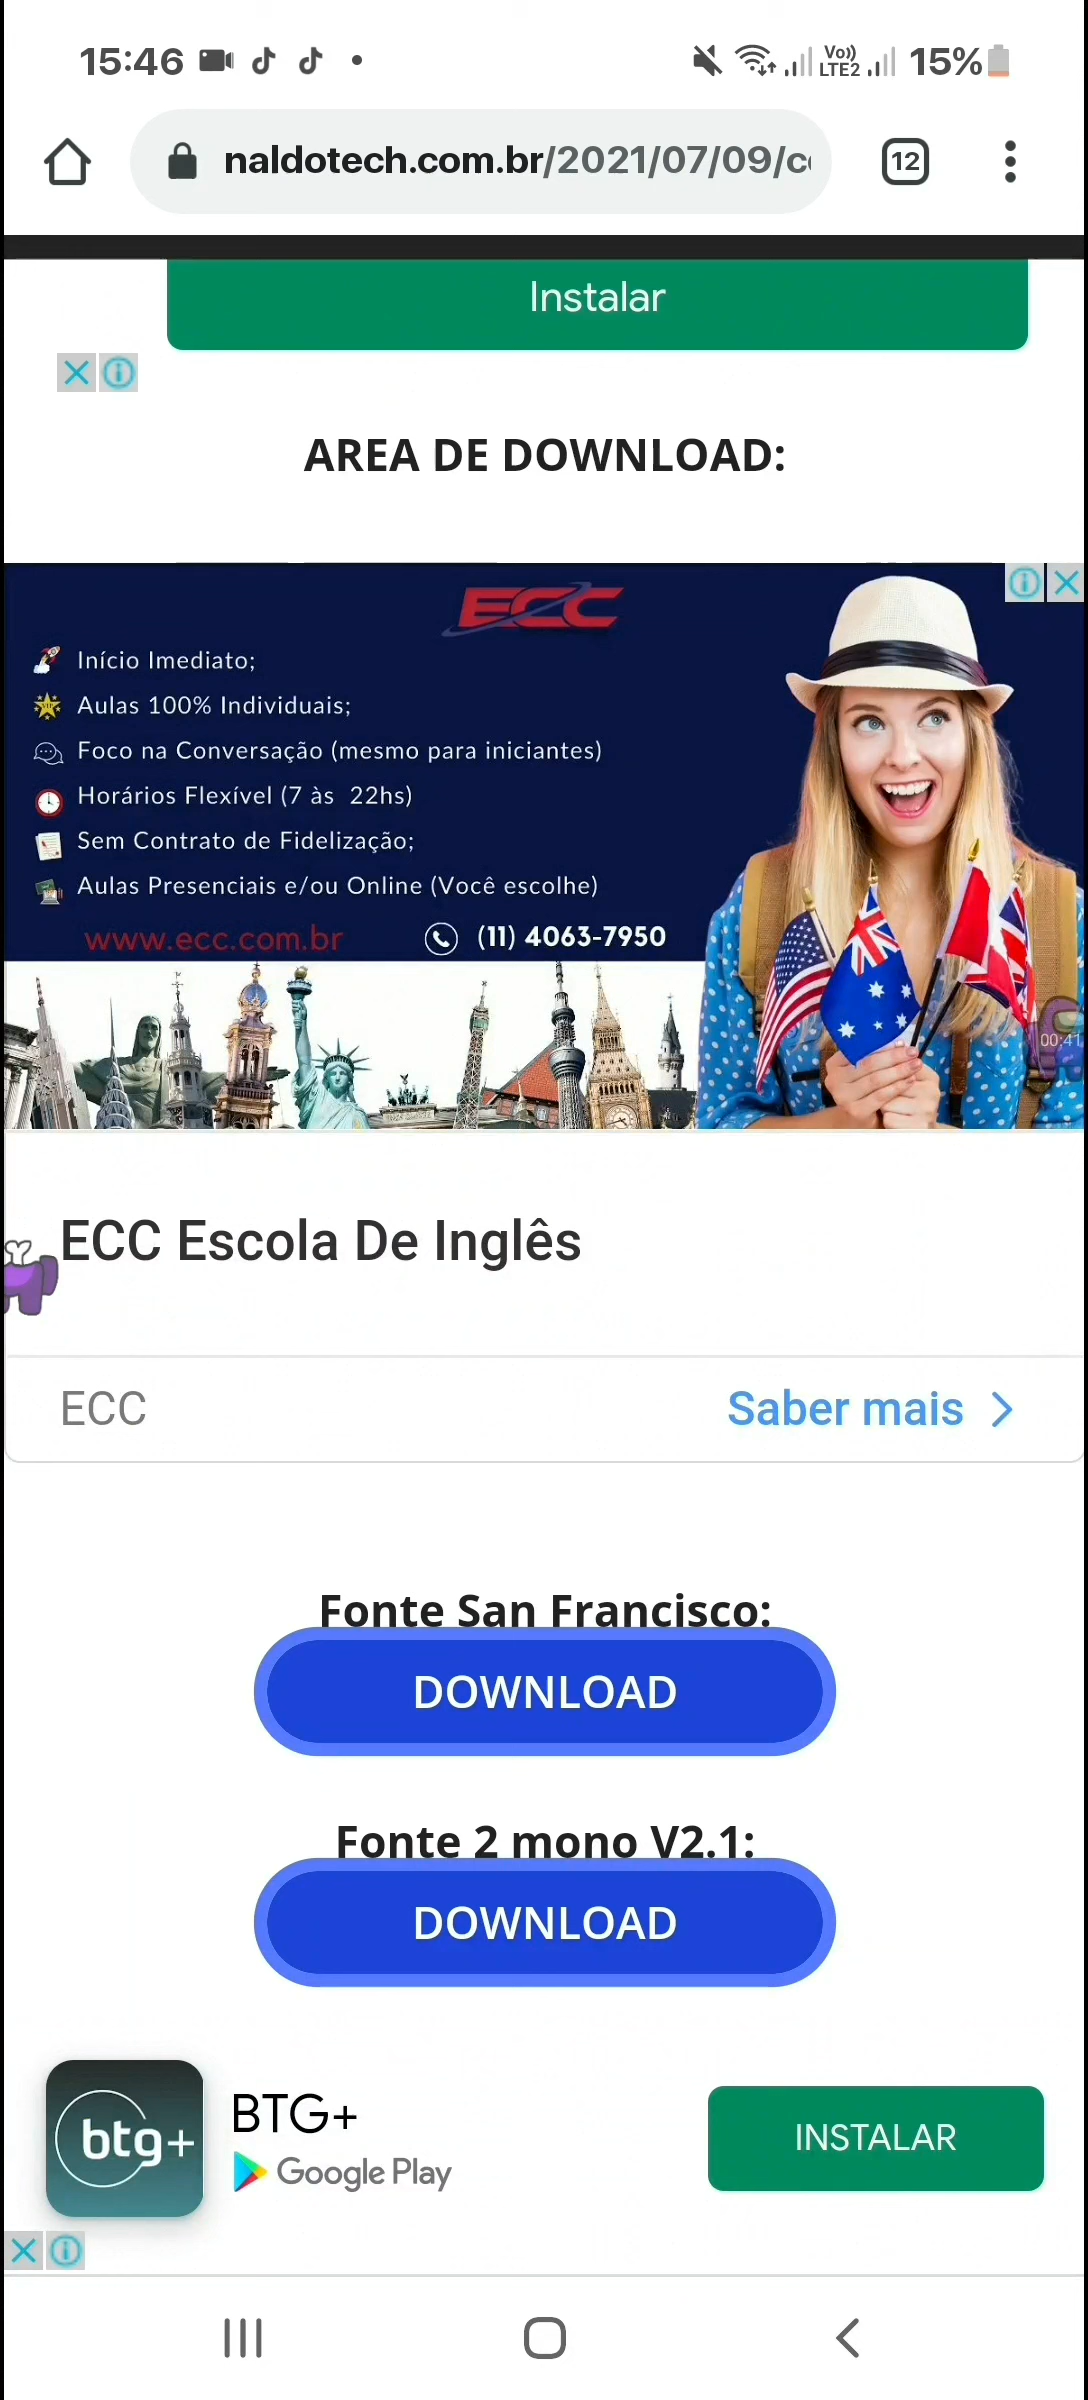 15:46
Vo))
LTE2
15%
naldotech.com.br/2021/07/09/c
12
Instalar
AREA DE DOWNLOAD:
ECC
Início Imediato;
Aulas 100% Individuais;
Foco na Conversação (mesmo para iniciantes)
Horários Flexível (7 às 22hs)
Sem Contrato de Fidelização;
Aulas Presenciais e/ou Online (Você escolhe)
www.ecc.com.br (11) 4063-7950
00:41
ECC Escola De Inglês
ECC Saber mais
Fonte San Francisco:
DOWNLOAD
Fonte 2 mono V2.1:
DOWNLOAD
btg+
BTG+
Google Play
INSTALAR